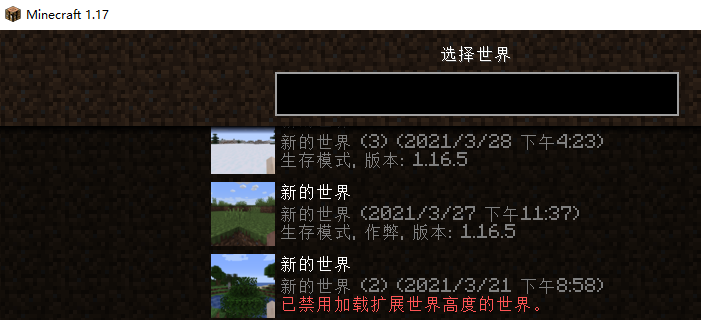 Minecraft 1.17
选择世界
新的世界 (3) (2021/3/28 下午4:23)
生存模式, 版本: 1.16.5
新的世界
新的世界 (2021/3/27 下午11:37)
生存模式, 作弊, 版本: 1.16.5
新的世界
新的世界 (2) (2021/3/21 下午8:58)
已禁用加载扩展世界高度的世界。